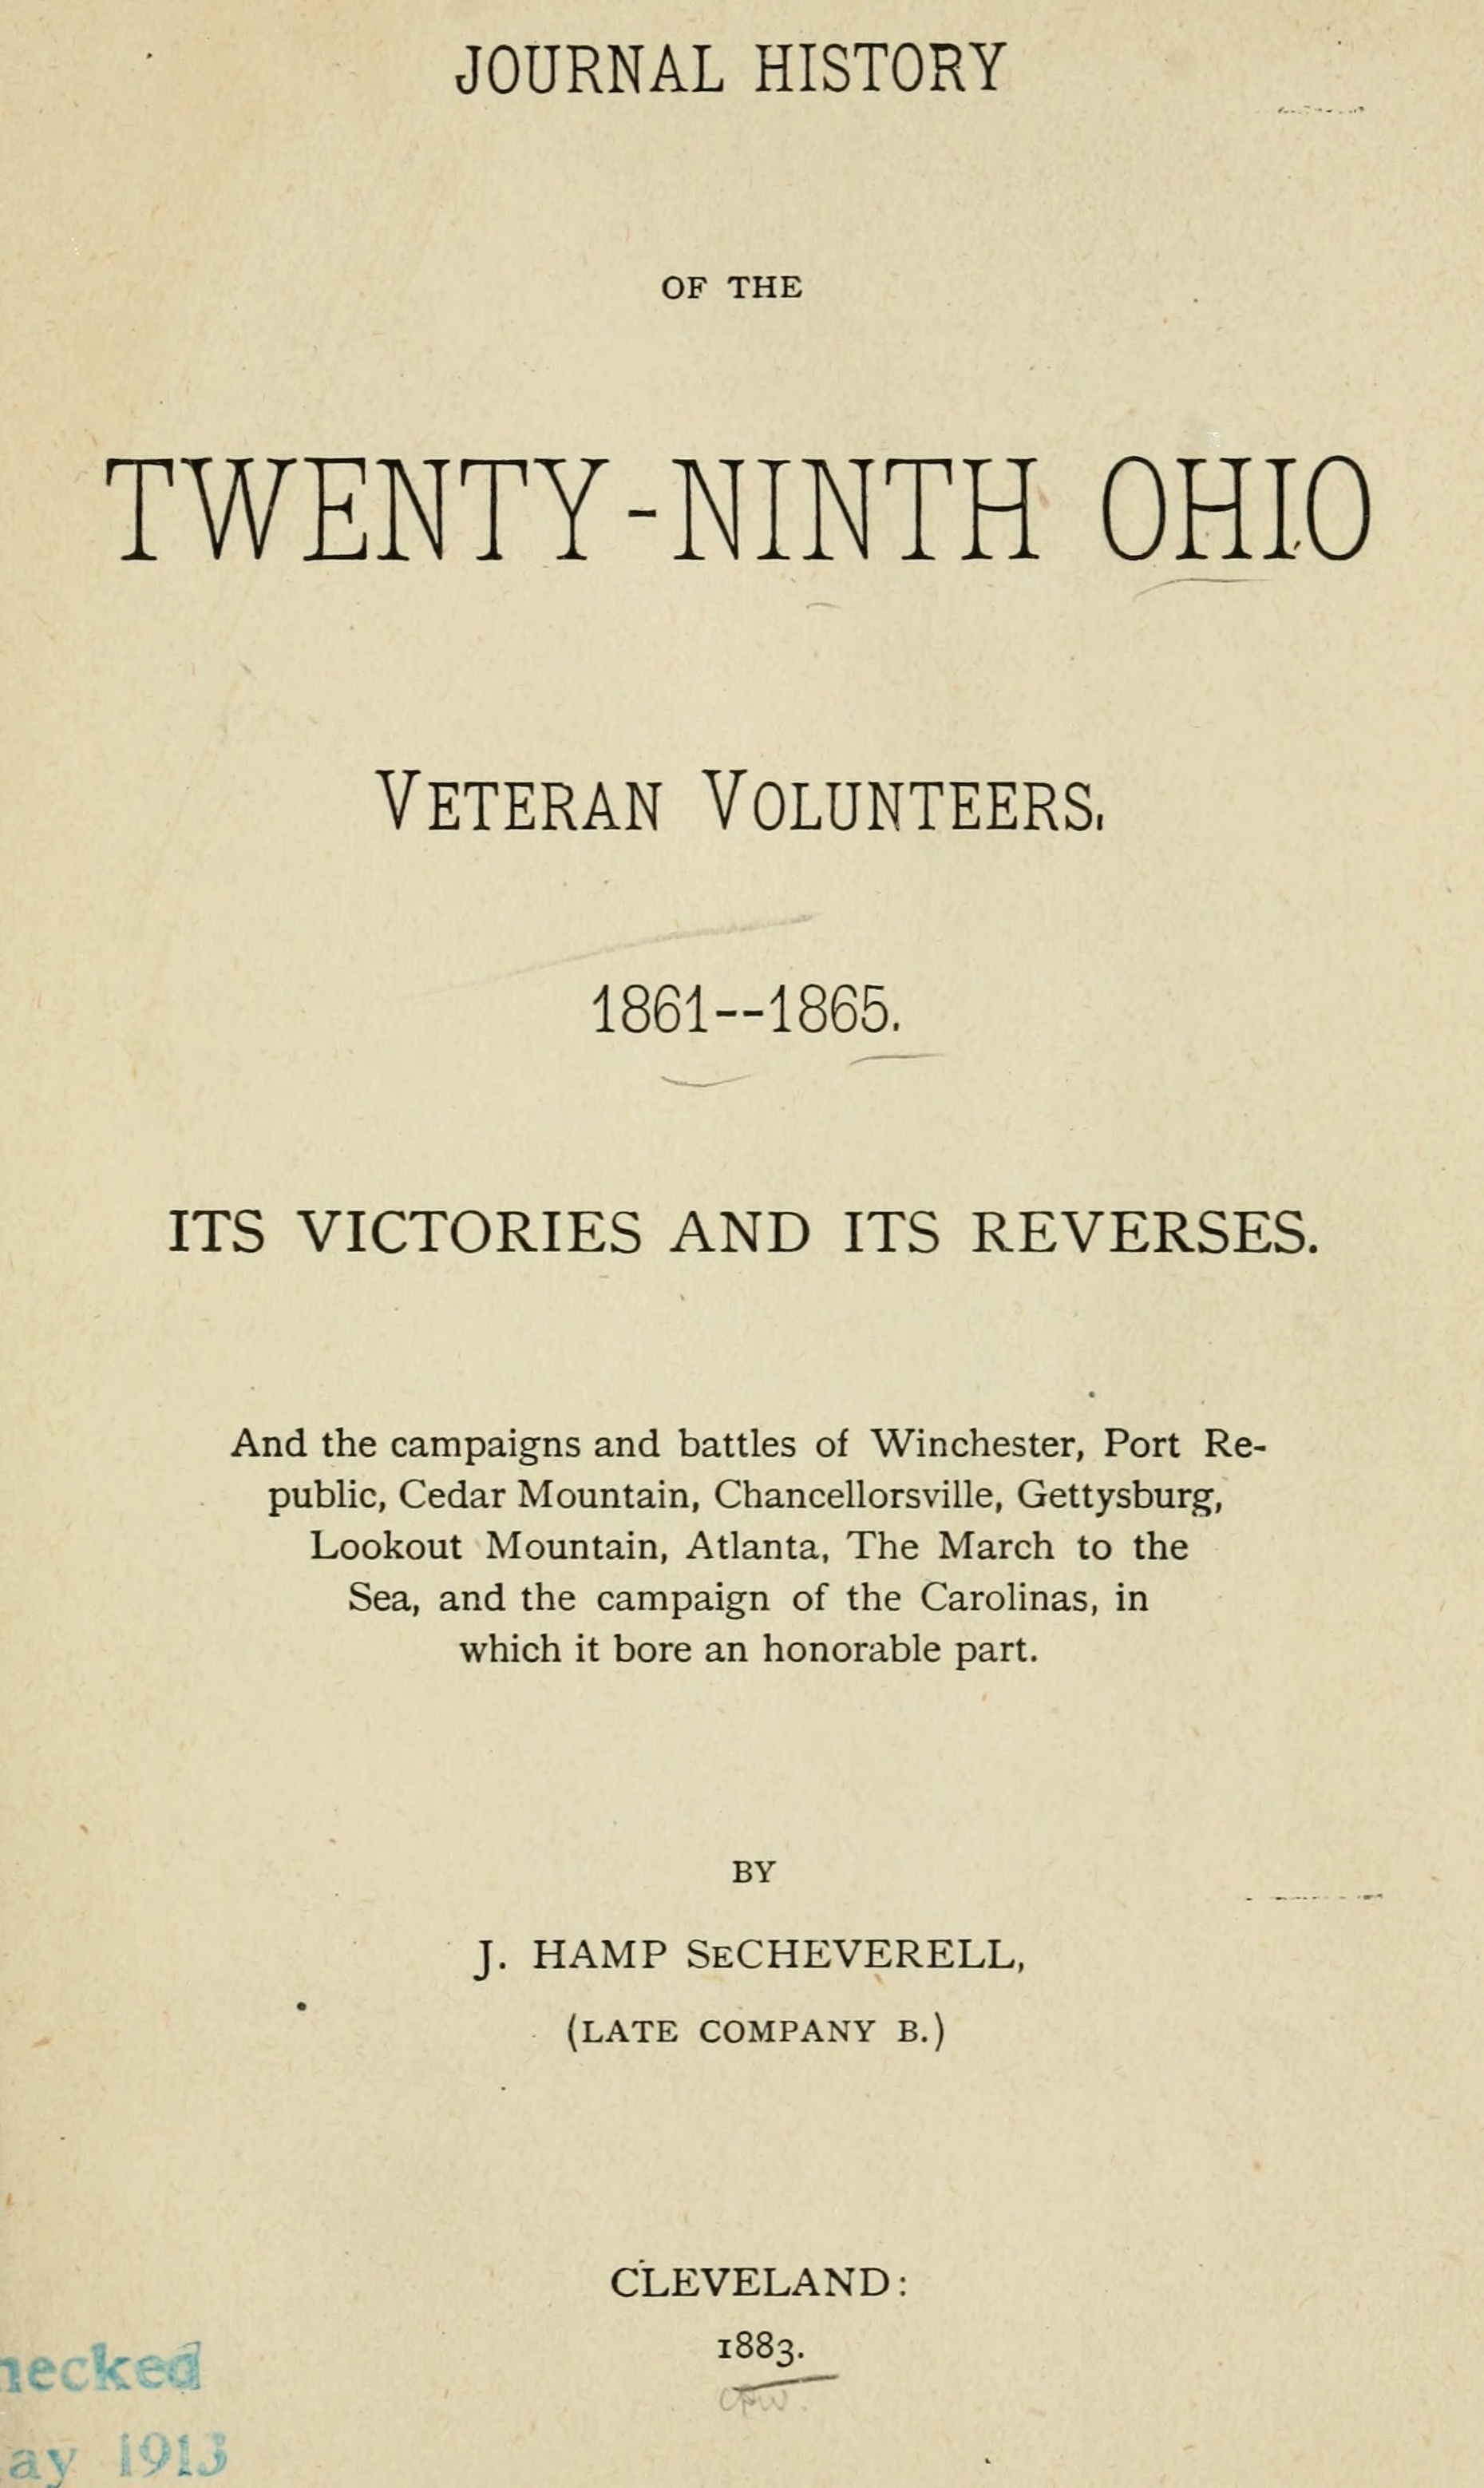 JOURNAL HISTORY
OF THE
TWENTY-NINTH OHIO
VETERAN VOLUNTEERS,
1861--1865.
ITS VICTORIES AND ITS REVERSES.
And the campaigns and battles of Winchester, Port Re-
public, Cedar Mountain, Chancellorsville, Gettysburg,
Lookout Mountain, Atlanta, The March to the
Sea, and the campaign of the Carolinas, in
which it bore an honorable part.
BY
J. HAMP SECHEVERELL,
(LATE COMPANY B.)
CLEVELAND:
1883.
hecked
ay 1913